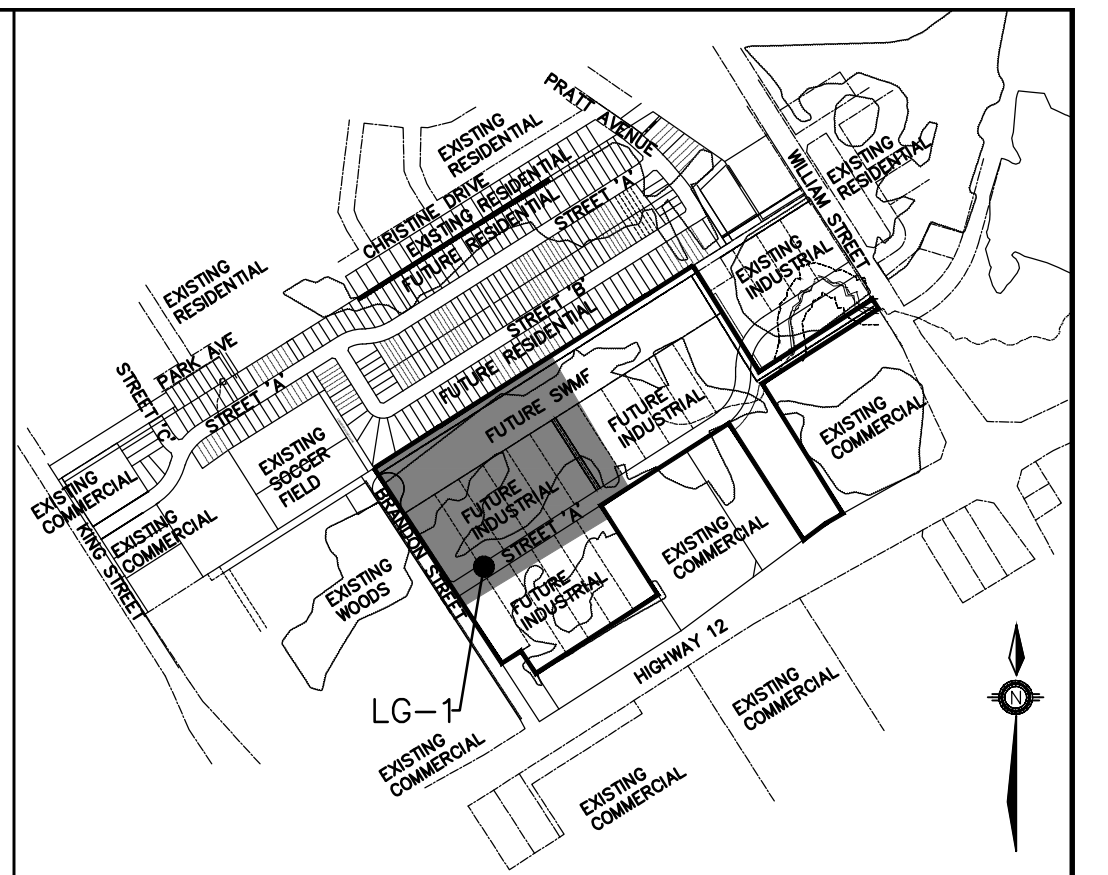 PRATT AVENUE
EXISTING
RESIDENTIAL
WILLIAM STREET
EXISTING
RESIDENTIAL
CHRISTINE DRIVE
EXISTING RESIDENTIAL
FUTURE RESIDENTIAL
STREET 'A'
EXISTING
RESIDENTIAL
EXISTING
INDUSTRIAL
STREET 'B'
FUTURE RESIDENTIAL
PARK AVE
STREET 'C'
STREET 'A'
FUTURE SWMF
FUTURE
INDUSTRIAL
EXISTING
COMMERCIAL
EXISTING
SOCCER
FIELD
EXISTING
COMMERCIAL
EXISTING
COMMERCIAL
KING STREET
BRANDON STREET
FUTURE
INDUSTRIAL
STREET 'A'
EXISTING
COMMERCIAL
EXISTING
WOODS
FUTURE
INDUSTRIAL
HIGHWAY 12
LG-1
N
EXISTING
COMMERCIAL
EXISTING
COMMERCIAL
EXISTING
COMMERCIAL